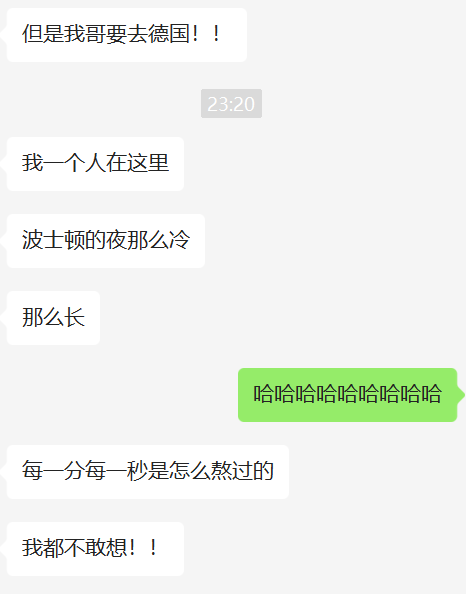 但是我哥要去德国！！
23:20
我一个人在这里
波士顿的夜那么冷
那么长
哈哈哈哈哈哈哈哈哈
每一分每一秒是怎么熬过的
我都不敢想！！